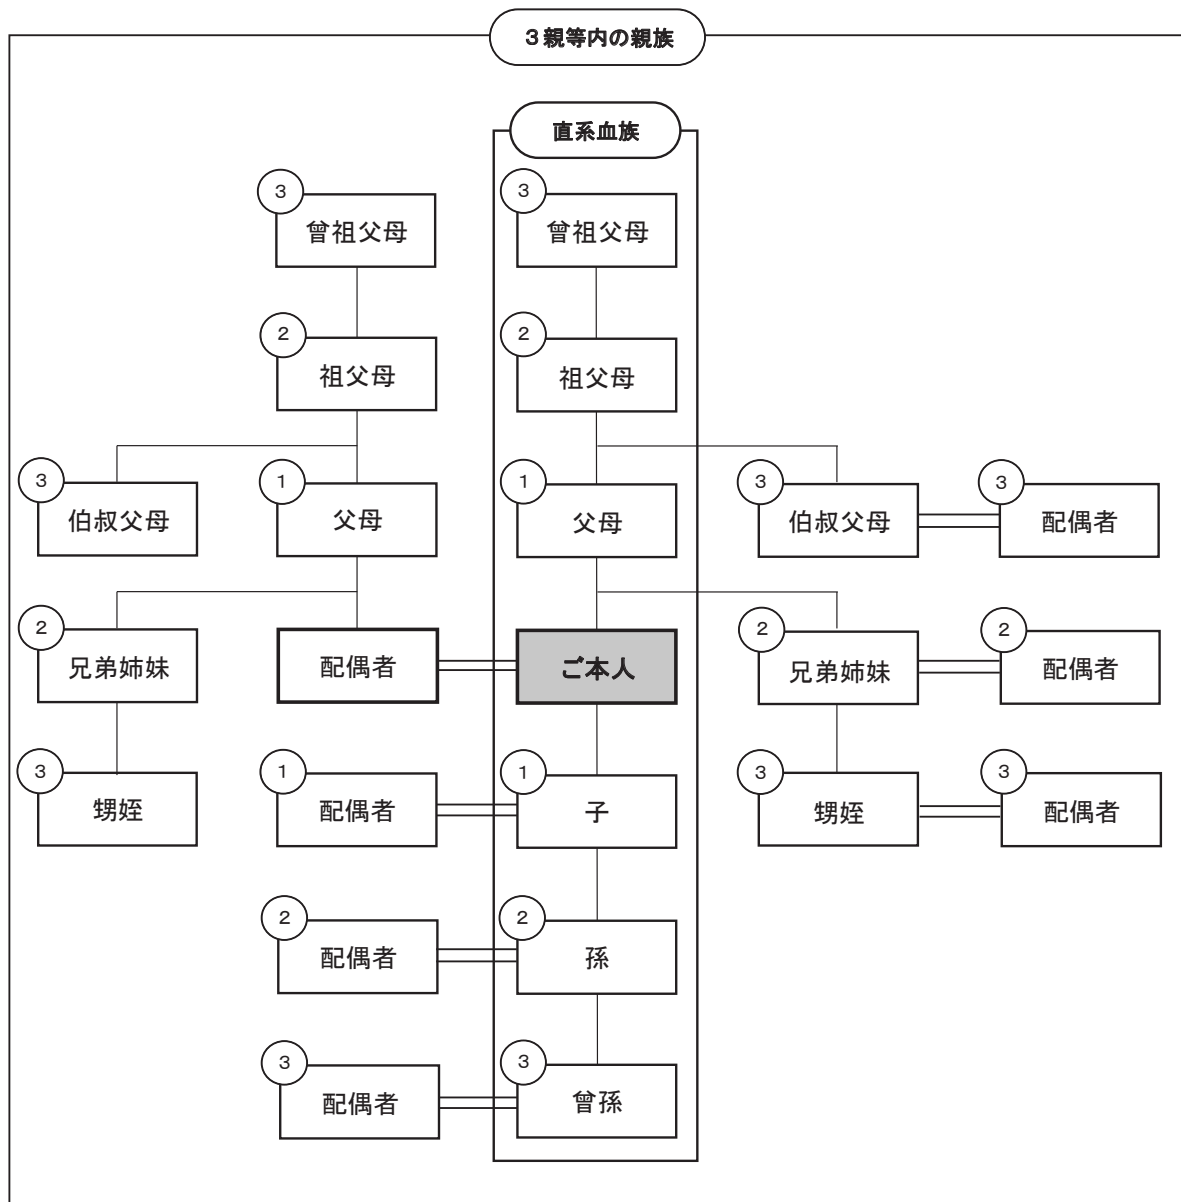 ３親等内の親族
直系血族
3
曾祖父母
3
曾祖父母
2
祖父母
2
祖父母
3
伯叔父母
1
父母
1
父母
3
伯叔父母
3
配偶者
2
兄弟姉妹
配偶者
ご本人
2
兄弟姉妹
2
配偶者
3
甥姪
1
配偶者
1
子
3
甥姪
3
配偶者
2
配偶者
2
孫
3
配偶者
3
曾孫